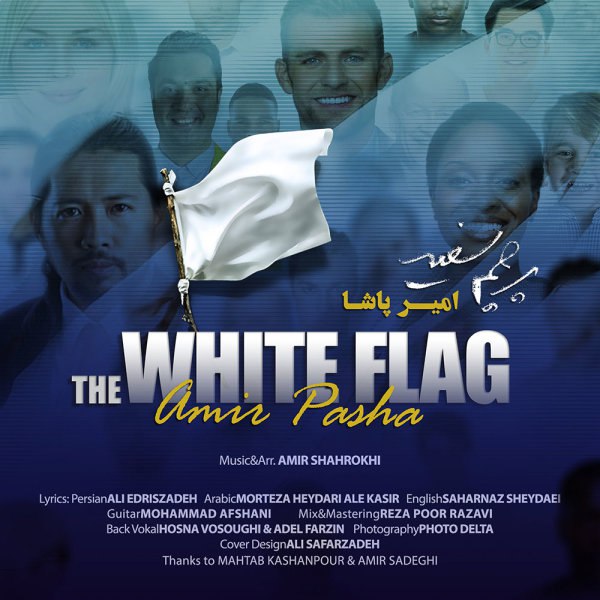 پرچم سفید
امیر پاشا
THE WHITE FLAG
Amir Pasha
Music&Arr. AMIR SHAHROKHI
Lyrics: PersianALI EDRISZADEH ArabicMORTEZA HEYDARI ALE KASIR EnglishSAHARNAZ SHEYDAEI
GuitarMOHAMMAD AFSHANI Mix&MasteringREZA POOR RAZAVI
Back VokalHOSNA VOSOUGHI & ADEL FARZIN PhotographyPHOTO DELTA
Cover DesignALI SAFARZADEH
Thanks to MAHTAB KASHANPOUR & AMIR SADEGHI